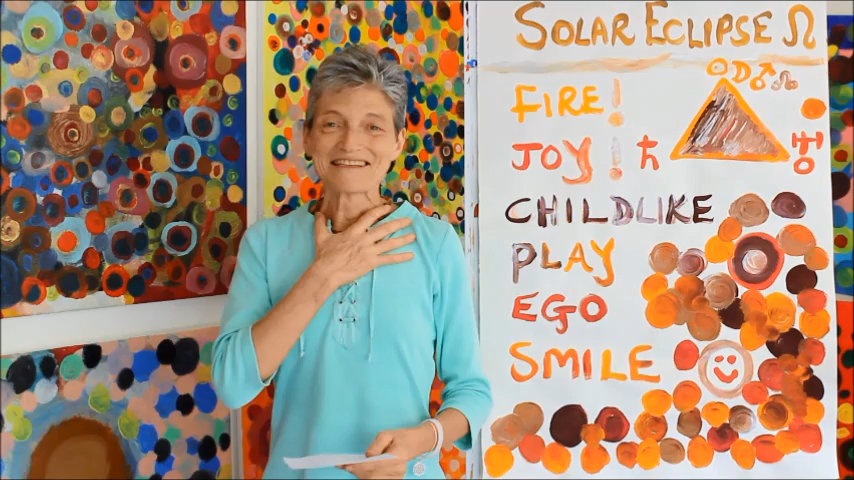 SOLAR ECLIPSE ♌
☉☽♂☊
FIRE!
JOY! ♄
♅
CHILDLIKE
PLAY
EGO
SMILE